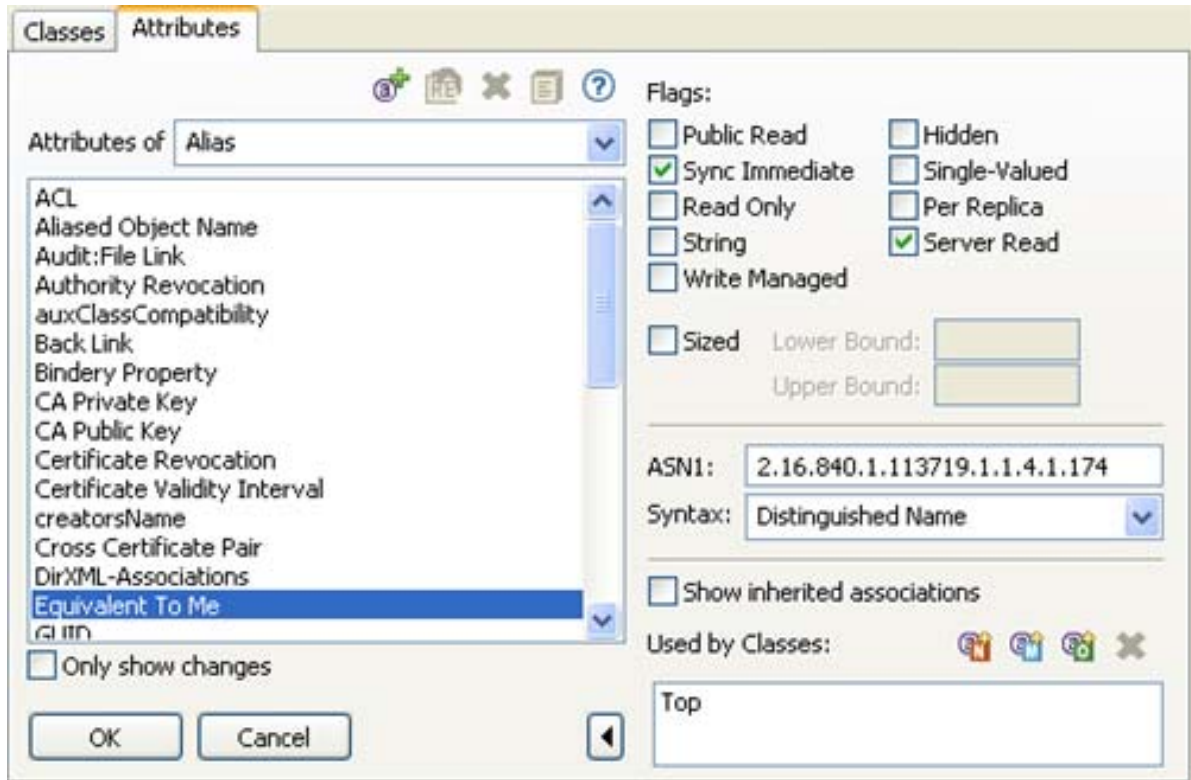 Classes Attributes
Attributes of Alias
ACL
Aliased Object Name
Audit:File Link
Authority Revocation
auxClassCompatibility
Back Link
Bindery Property
CA Private Key
CA Public Key
Certificate Revocation
Certificate Validity Interval
creatorsName
Cross Certificate Pair
DirXML-Associations
Equivalent To Me
GUID
Only show changes
OK Cancel
Flags:
Public Read Hidden
Sync Immediate Single-Valued
Read Only Per Replica
String Server Read
Write Managed
Sized Lower Bound:
Upper Bound:
ASN1: 2.16.840.1.113719.1.1.4.1.174
Syntax: Distinguished Name
Show inherited associations
Used by Classes:
Top